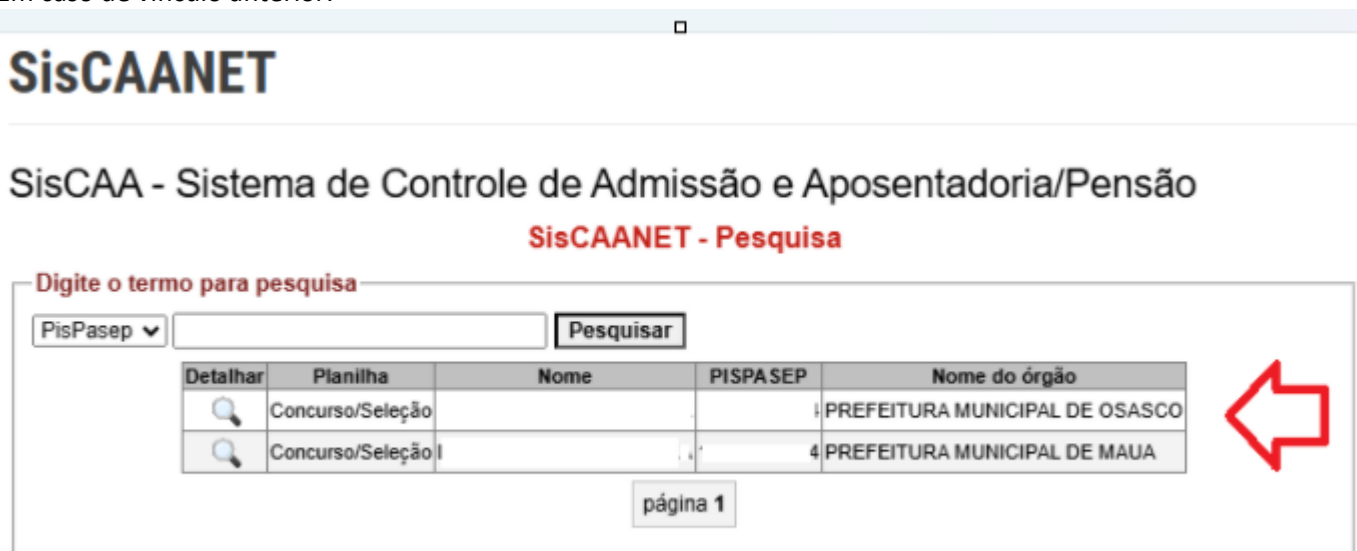 SisCAANET
SisCAA - Sistema de Controle de Admissão e Aposentadoria/Pensão
SisCAANET - Pesquisa
Digite o termo para pesquisa
PisPasep Pesquisar
Detalhar Planilha Nome PISPASEP Nome do órgão
Concurso/Seleção PREFEITURA MUNICIPAL DE OSASCO
Concurso/Seleção 4 PREFEITURA MUNICIPAL DE MAUA
página 1